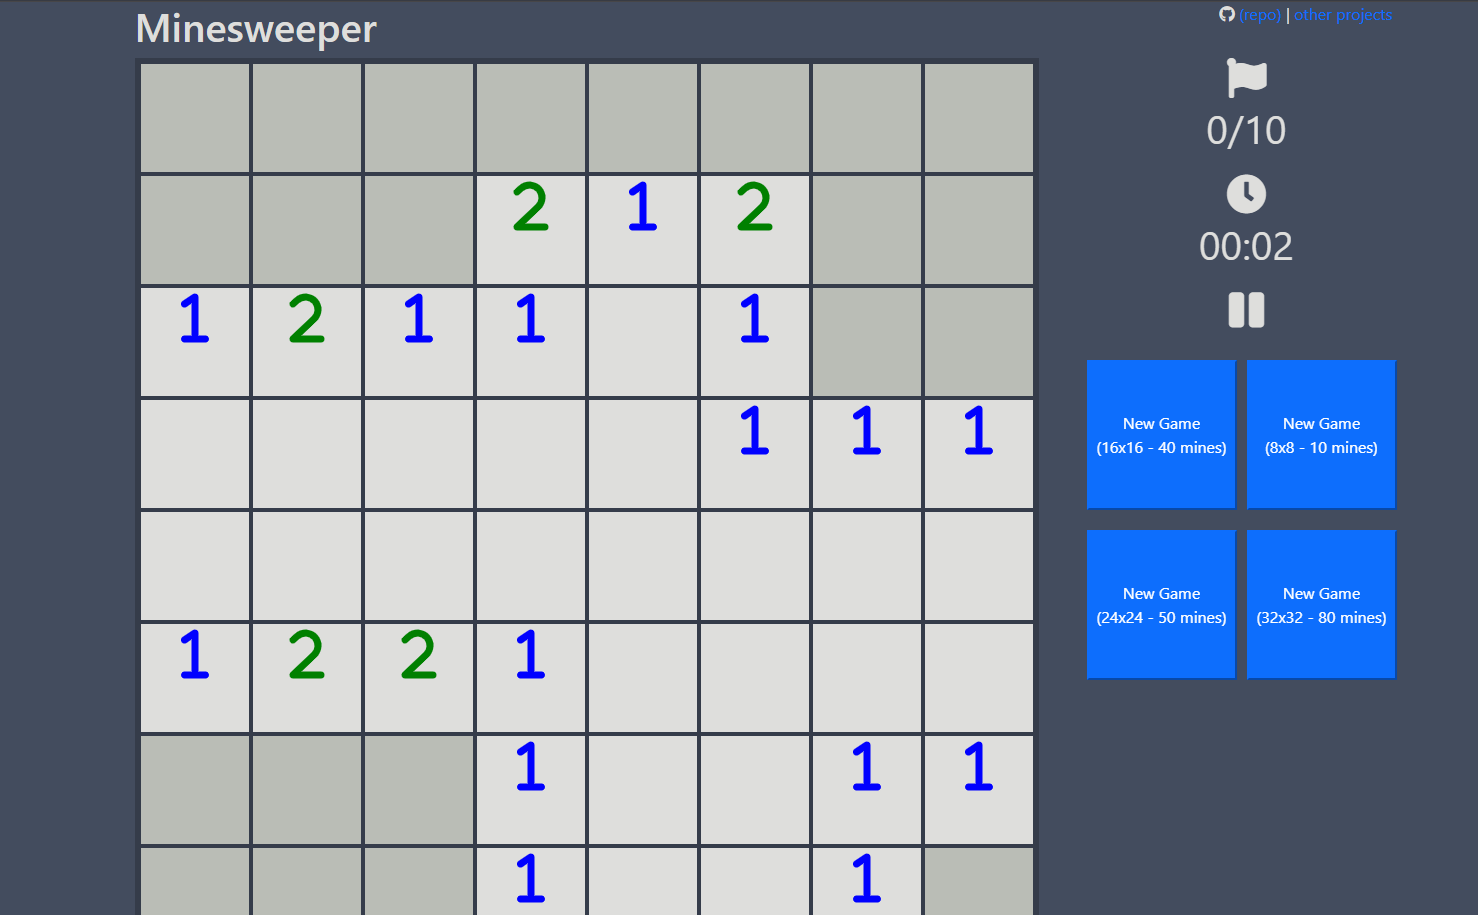 Minesweeper
(repo) | other projects
0/10
00:02
2 1 2
1 2 1 1 1
1 1 1
1 2 2 1
1 1 1
1 1
New Game
(16x16 - 40 mines)
New Game
(8x8 - 10 mines)
New Game
(24x24 - 50 mines)
New Game
(32x32 - 80 mines)